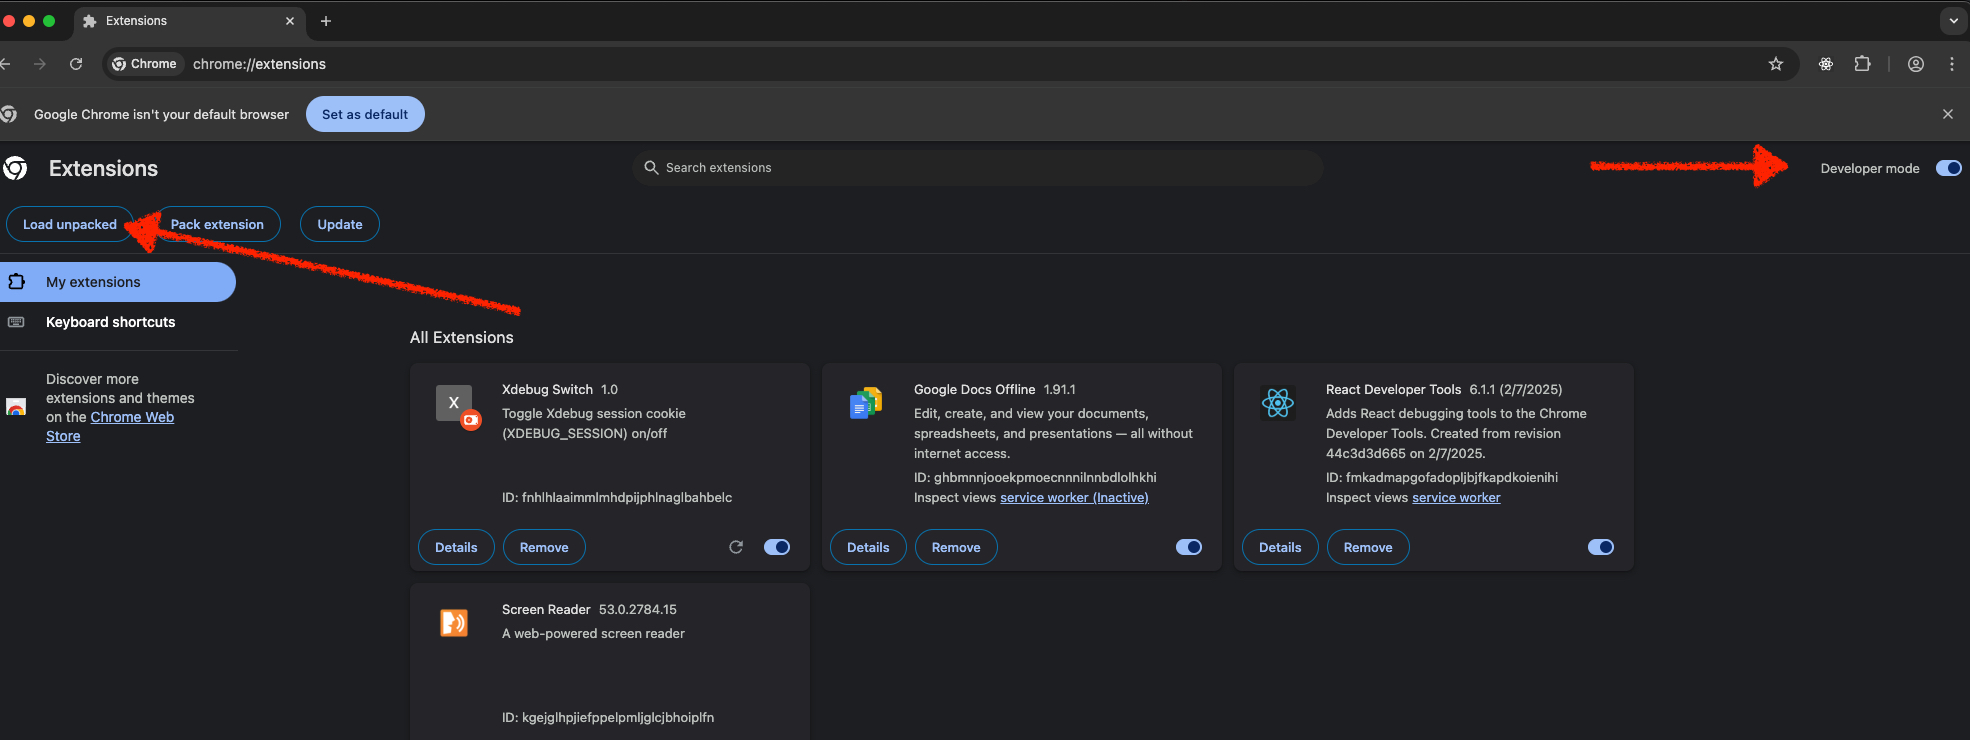 Extensions
Chrome
chrome://extensions
Google Chrome isn't your default browser
Set as default
Extensions
Search extensions
Developer mode
Load unpacked
Pack extension
Update
My extensions
Keyboard shortcuts
Discover more
extensions and themes
on the Chrome Web
Store
All Extensions
X
Xdebug Switch 1.0
Toggle Xdebug session cookie
(XDEBUG_SESSION) on/off
ID: fnhlhlaaimmlmhdpijphlnaglbahbelc
Details
Remove
Google Docs Offline 1.91.1
Edit, create, and view your documents,
spreadsheets, and presentations — all without
internet access.
ID: ghbmnnjooekpmoecnnnilnnbdlolhkhi
Inspect views service worker (Inactive)
Details
Remove
React Developer Tools 6.1.1 (2/7/2025)
Adds React debugging tools to the Chrome
Developer Tools. Created from revision
44c3d3d665 on 2/7/2025.
ID: fmkadmapgofadopljbjfkapdkoienihi
Inspect views service worker
Details
Remove
Screen Reader 53.0.2784.15
A web-powered screen reader
ID: kgejglhpjiefppelpmljglcjbhoiplfn